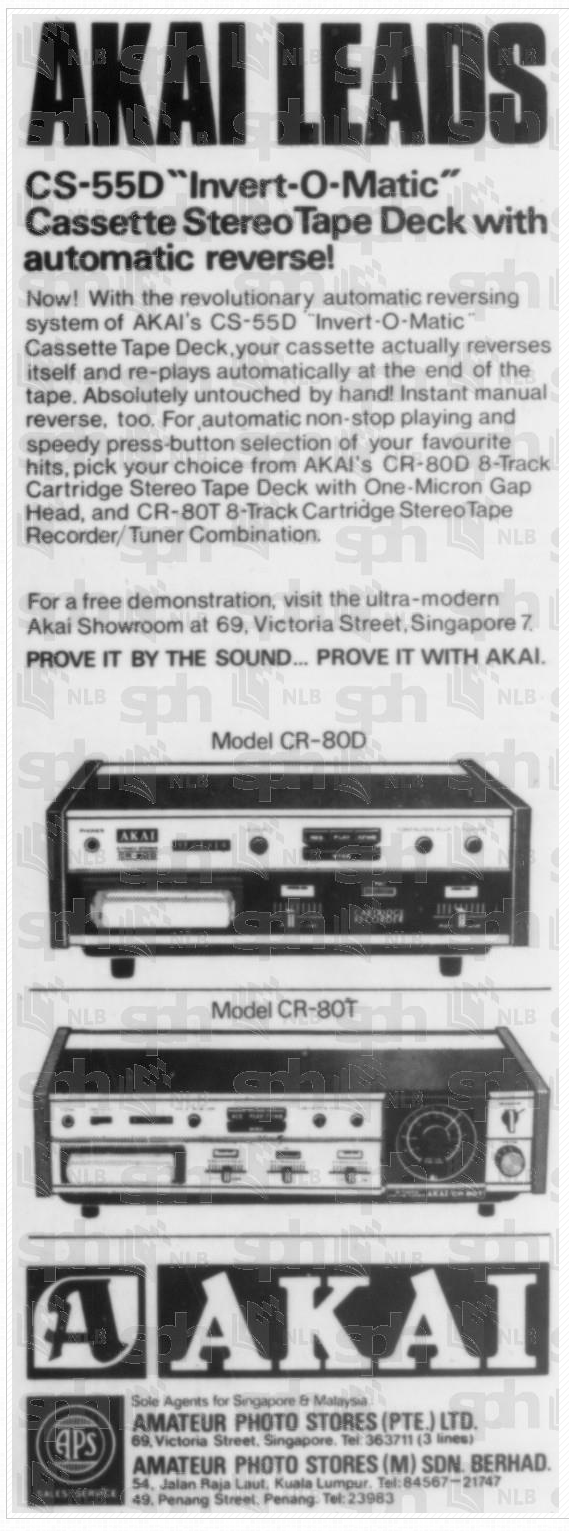 AKAI LEADS
CS-55D "Invert-O-Matic"
Cassette Stereo Tape Deck with
automatic reverse!
Now! With the revolutionary automatic reversing
system of AKAI's CS-55D "Invert-O-Matic"
Cassette Tape Deck, your cassette actually reverses
itself and re-plays automatically at the end of the
tape. Absolutely untouched by hand! Instant manual
reverse, too. For automatic non-stop playing and
speedy press-button selection of your favourite
hits, pick your choice from AKAI's CR-80D 8-Track
Cartridge Stereo Tape Deck with One-Micron Gap
Head, and CR-80T 8-Track Cartridge Stereo Tape
Recorder/Tuner Combination.
For a free demonstration, visit the ultra-modern
Akai Showroom at 69, Victoria Street, Singapore 7.
PROVE IT BY THE SOUND... PROVE IT WITH AKAI.
Model CR-80D
AKAI
Model CR-80T
A AKAI
APS
SALES SERVICE
Sole Agents for Singapore & Malaysia:
AMATEUR PHOTO STORES (PTE.) LTD.
69, Victoria Street, Singapore. Tel: 363711 (3 lines)
AMATEUR PHOTO STORES (M) SDN. BERHAD.
54, Jalan Raja Laut, Kuala Lumpur. Tel: 84567-21747
49, Penang Street, Penang. Tel: 23983
sph NLB